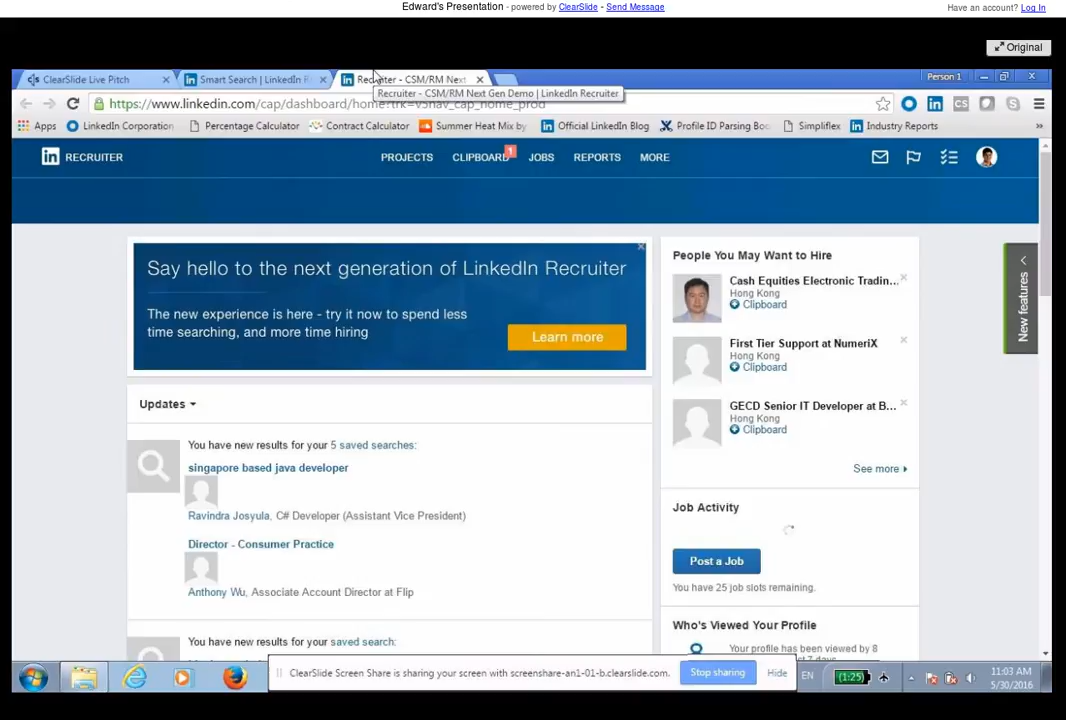 Edward's Presentation - powered by ClearSlide - Send Message
Have an account? Log In
Original
ClearSlide Live Pitch
Smart Search | LinkedIn
Recruiter - CSM/RM Next
Person 1
Recruiter - CSM/RM Next Gen Demo | LinkedIn Recruiter
https://www.linkedin.com/cap/dashboard/home?trk=v5nav_cap_home_prod
Apps
LinkedIn Corporation
Percentage Calculator
Contract Calculator
Summer Heat Mix by
Official LinkedIn Blog
Profile ID Parsing Boo
Simpliflex
Industry Reports
»
in RECRUITER
PROJECTS
CLIPBOARD
1
JOBS
REPORTS
MORE
Say hello to the next generation of LinkedIn Recruiter
The new experience is here - try it now to spend less
time searching, and more time hiring
Learn more
Updates
You have new results for your 5 saved searches:
singapore based java developer
Ravindra Josyula, C# Developer (Assistant Vice President)
Director - Consumer Practice
Anthony Wu, Associate Account Director at Flip
You have new results for your saved search:
People You May Want to Hire
Cash Equities Electronic Tradin...
Hong Kong
Clipboard
First Tier Support at NumeriX
Hong Kong
Clipboard
GECD Senior IT Developer at B...
Hong Kong
Clipboard
See more
Job Activity
Post a Job
You have 25 job slots remaining.
Who's Viewed Your Profile
Your profile has been viewed by 8
New features
ClearSlide Screen Share is sharing your screen with screenshare-an1-01-b.clearslide.com.
Stop sharing
Hide
EN
(1:25)
11:03 AM
5/30/2016